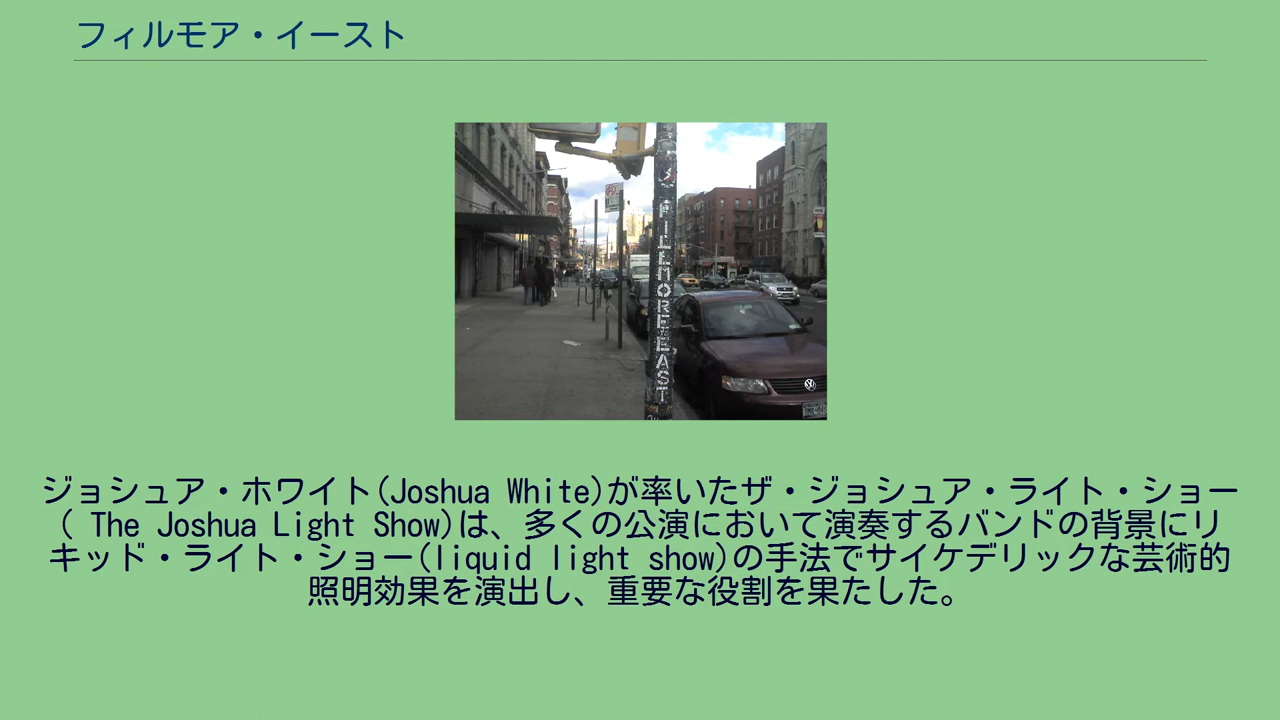 フィルモア・イースト
FILLMORE EAST
ジョシュア・ホワイト(Joshua White)が率いたザ・ジョシュア・ライト・ショー
( The Joshua Light Show)は、多くの公演において演奏するバンドの背景にリ
キッド・ライト・ショー(liquid light show)の手法でサイケデリックな芸術的
照明効果を演出し、重要な役割を果たした。